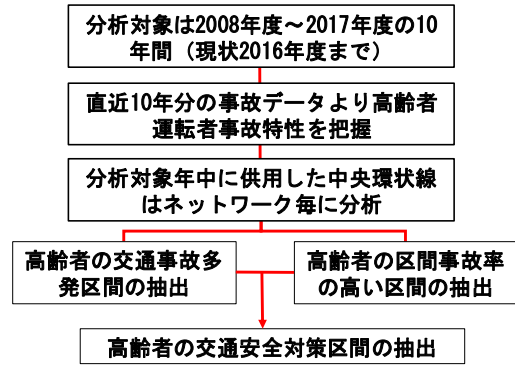 分析対象は2008年度～2017年度の10
年間（現状2016年度まで）
直近10年分の事故データより高齢者
運転者事故特性を把握
分析対象年中に供用した中央環状線
はネットワーク毎に分析
高齢者の交通事故多
発区間の抽出
高齢者の区間事故率
の高い区間の抽出
高齢者の交通安全対策区間の抽出